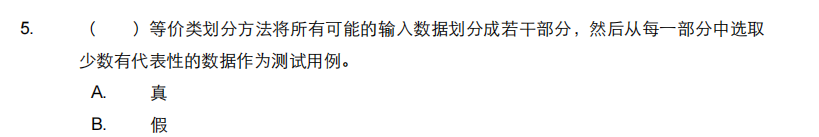 5. （ ）等价类划分方法将所有可能的输入数据划分成若干部分，然后从每一部分中选取
少数有代表性的数据作为测试用例。
A. 真
B. 假